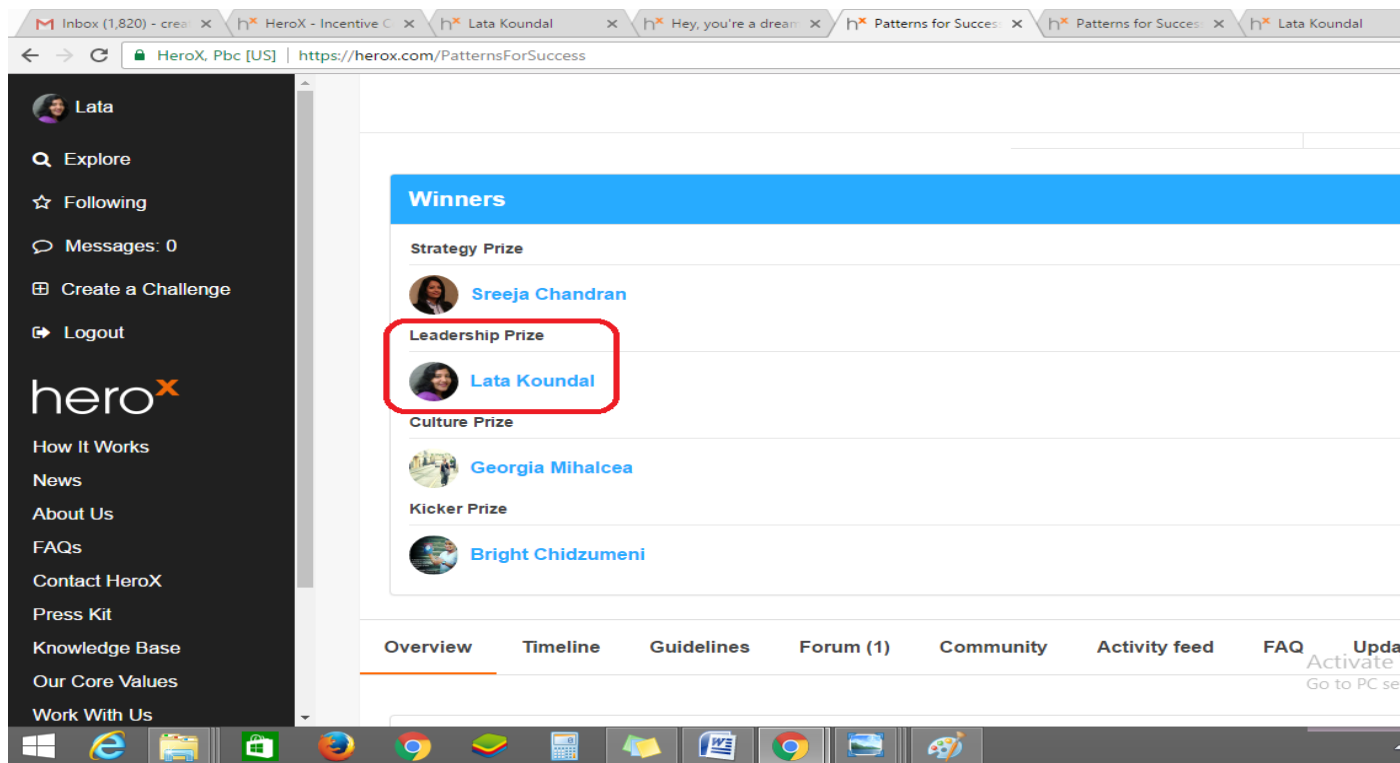 Inbox (1,820) - crea
HeroX - Incentive C
Lata Koundal
Hey, you're a dream
Patterns for Succes
Patterns for Succes
Lata Koundal
HeroX, Pbc [US] | https://herox.com/PatternsForSuccess
Lata
Explore
Following
Messages: 0
Create a Challenge
Logout
herox
How It Works
News
About Us
FAQs
Contact HeroX
Press Kit
Knowledge Base
Our Core Values
Work With Us
Winners
Strategy Prize
Sreeja Chandran
Leadership Prize
Lata Koundal
Culture Prize
Georgia Mihalcea
Kicker Prize
Bright Chidzumeni
Overview Timeline Guidelines Forum (1) Community Activity feed FAQ Upda
Activate
Go to PC se